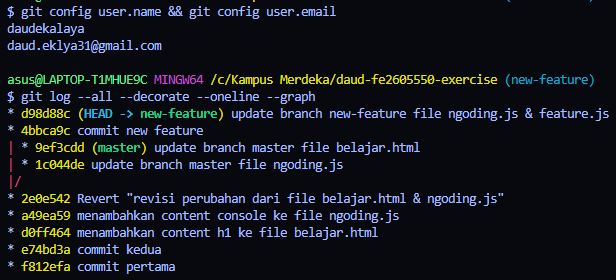 $ git config user.name && git config user.email
daudekalaya
daud.eklya31@gmail.com
asus@LAPTOP-T1MHUE9C MINGW64 /c/Kampus Merdeka/daud-fe2605550-exercise (new-feature)
$ git log --all --decorate --oneline --graph
* d98d88c (HEAD -> new-feature) update branch new-feature file ngoding.js & feature.js
* 4bbca9c commit new feature
| * 9ef3cdd (master) update branch master file belajar.html
| * 1c044de update branch master file ngoding.js
|/
* 2e0e542 Revert "revisi perubahan dari file belajar.html & ngoding.js"
* a49ea59 menambahkan content console ke file ngoding.js
* d0ff464 menambahkan content h1 ke file belajar.html
* e74bd3a commit kedua
* f812efa commit pertama